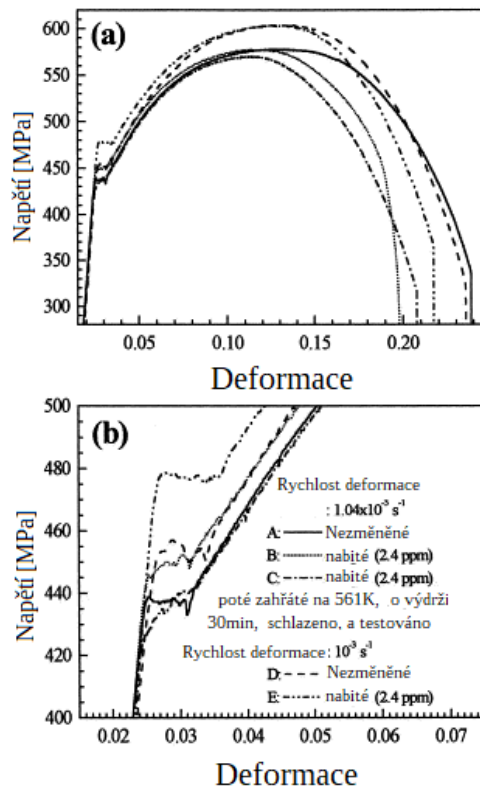 (a)
600
550
500
450
400
350
300
Napětí [MPa]
0.05 0.10 0.15 0.20
Deformace
(b)
500
480
460
440
420
400
Napětí [MPa]
Rychlost deformace
: 1.04x10⁻⁵ s⁻¹
A: Nezměněné
B: nabité (2.4 ppm)
C: nabité (2.4 ppm)
poté zahřáté na 561K, o výdrži
30min, schlazeno, a testováno
Rychlost deformace: 10⁻³ s⁻¹
D: Nezměněné
E: nabité (2.4 ppm)
0.02 0.03 0.04 0.05 0.06 0.07
Deformace